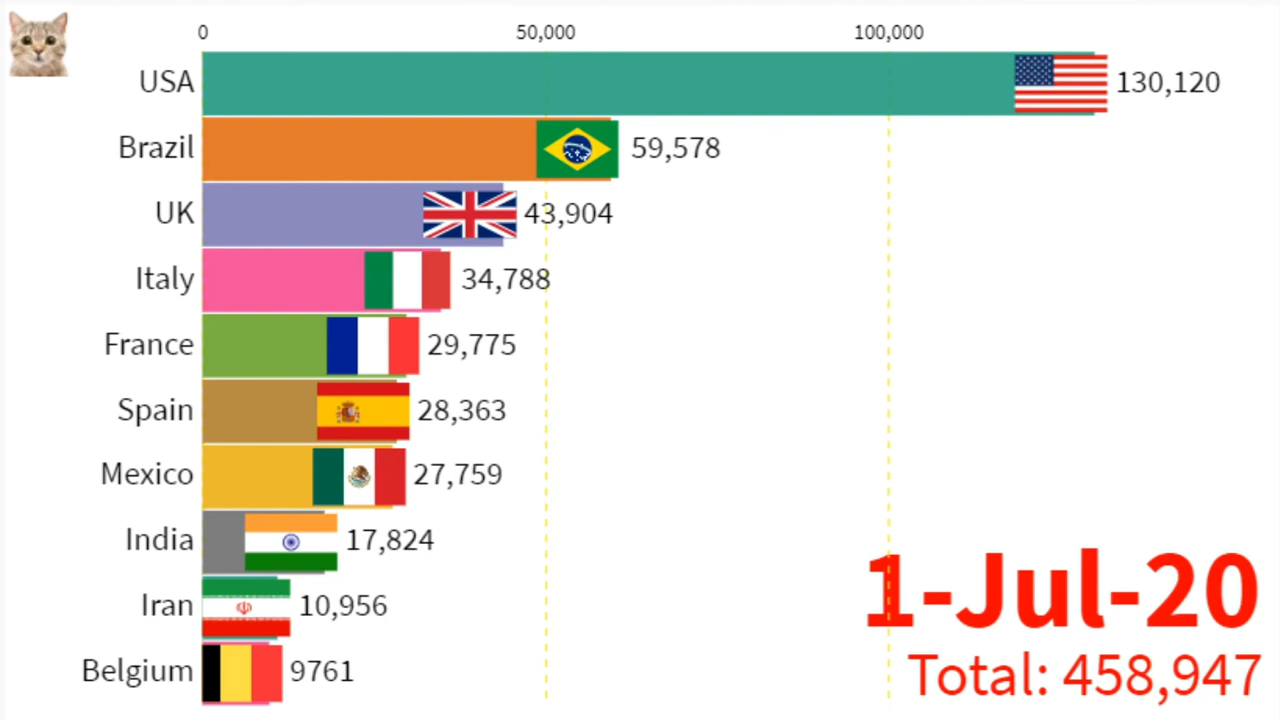 0 50,000 100,000
USA 130,120
Brazil 59,578
UK 43,904
Italy 34,788
France 29,775
Spain 28,363
Mexico 27,759
India 17,824
Iran 10,956
Belgium 9761
1-Jul-20
Total: 458,947